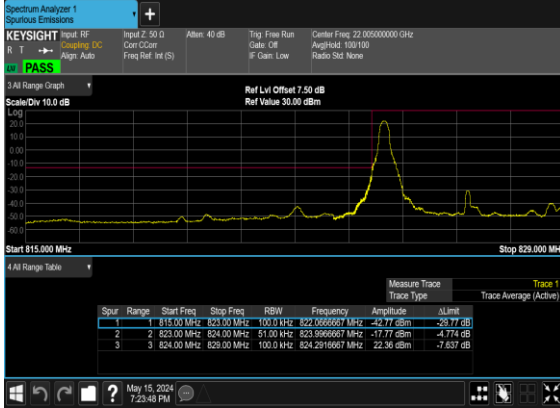 Spectrum Analyzer 1
Spurious Emissions
+
KEYSIGHT Input: RF Input Z: 50 Ω Atten: 40 dB Trig: Free Run Center Freq: 22.005000000 GHz
R T Coupling: DC Corr CCorr Gate: Off Avg|Hold: 100/100
Align: Auto Freq Ref: Int (S) IF Gain: Low Radio Std: None
PASS
3 All Range Graph
Ref Lvl Offset 7.50 dB
Scale/Div 10.0 dB Ref Value 30.00 dBm
Log
20.0
10.0
0.00
-10.0
-20.0
-30.0
-40.0
-50.0
-60.0
Start 815.000 MHz Stop 829.000 MH
4 All Range Table
Measure Trace Trace 1
Trace Type Trace Average (Active)
Spur Range Start Freq Stop Freq RBW Frequency Amplitude ΔLimit
1 1 815.00 MHz 823.00 MHz 100.0 kHz 822.0666667 MHz -42.77 dBm -29.77 dB
2 2 823.00 MHz 824.00 MHz 51.00 kHz 823.9966667 MHz -17.77 dBm -4.774 dB
3 3 824.00 MHz 829.00 MHz 100.0 kHz 824.2916667 MHz 22.36 dBm -7.637 dB
? May 15, 2024
7:23:48 PM